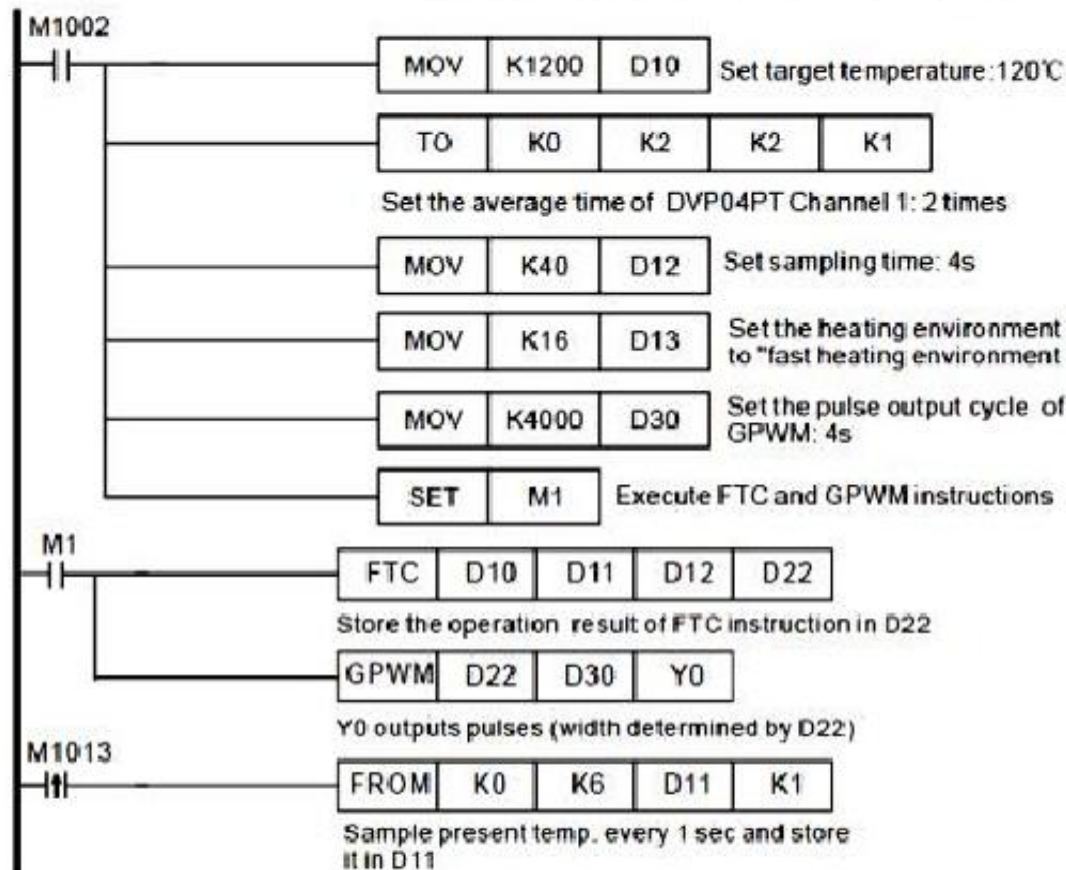 M1002
MOV K1200 D10 Set target temperature:120℃
TO K0 K2 K2 K1
Set the average time of DVP04PT Channel 1: 2 times
MOV K40 D12 Set sampling time: 4s
MOV K16 D13 Set the heating environment
to "fast heating environment
MOV K4000 D30 Set the pulse output cycle of
GPWM: 4s
SET M1 Execute FTC and GPWM instructions
M1
FTC D10 D11 D12 D22
Store the operation result of FTC instruction in D22
GPWM D22 D30 Y0
Y0 outputs pulses (width determined by D22)
M1013
FROM K0 K6 D11 K1
Sample present temp. every 1 sec and store
it in D11